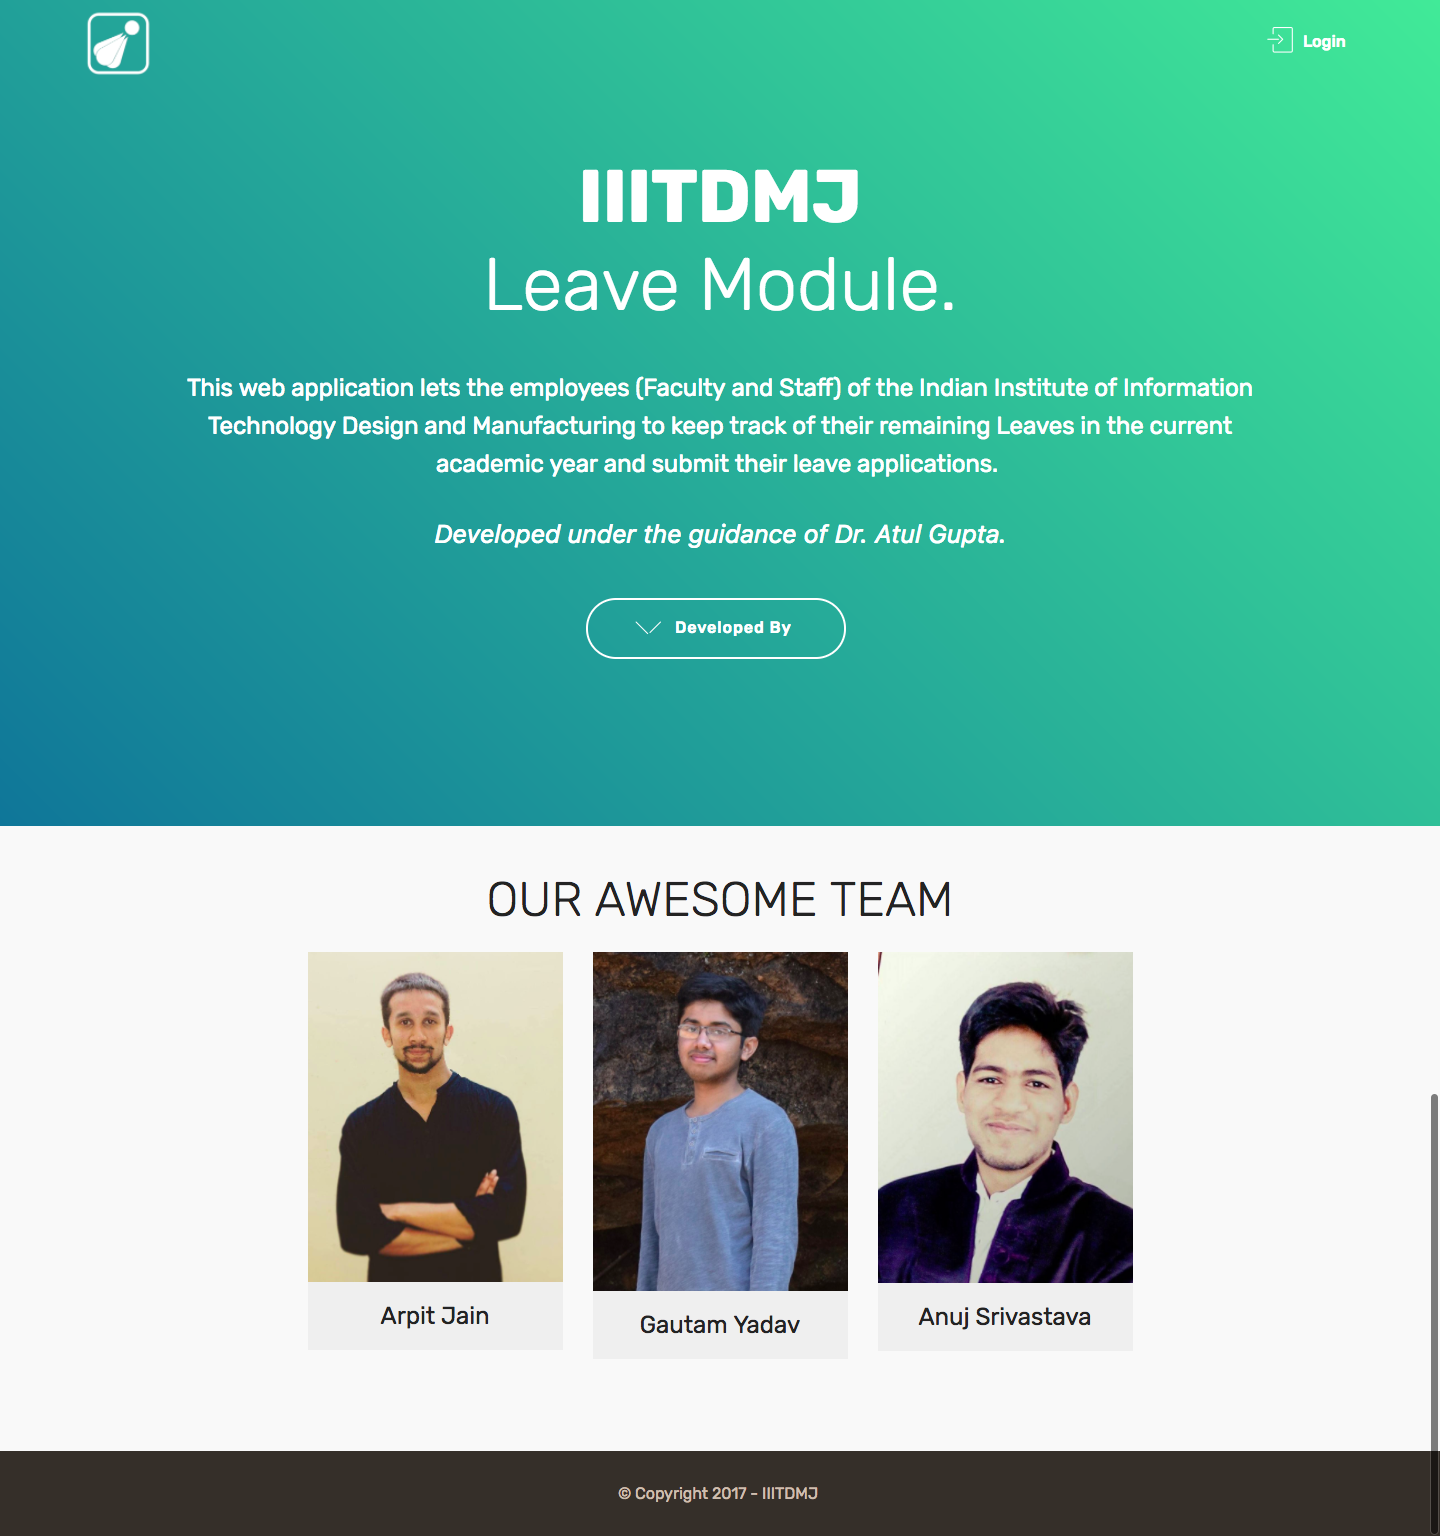 Login
IIITDMJ
Leave Module.
This web application lets the employees (Faculty and Staff) of the Indian Institute of Information
Technology Design and Manufacturing to keep track of their remaining Leaves in the current
academic year and submit their leave applications.
Developed under the guidance of Dr. Atul Gupta.
Developed By
OUR AWESOME TEAM
Arpit Jain
Gautam Yadav
Anuj Srivastava
© Copyright 2017 - IIITDMJ